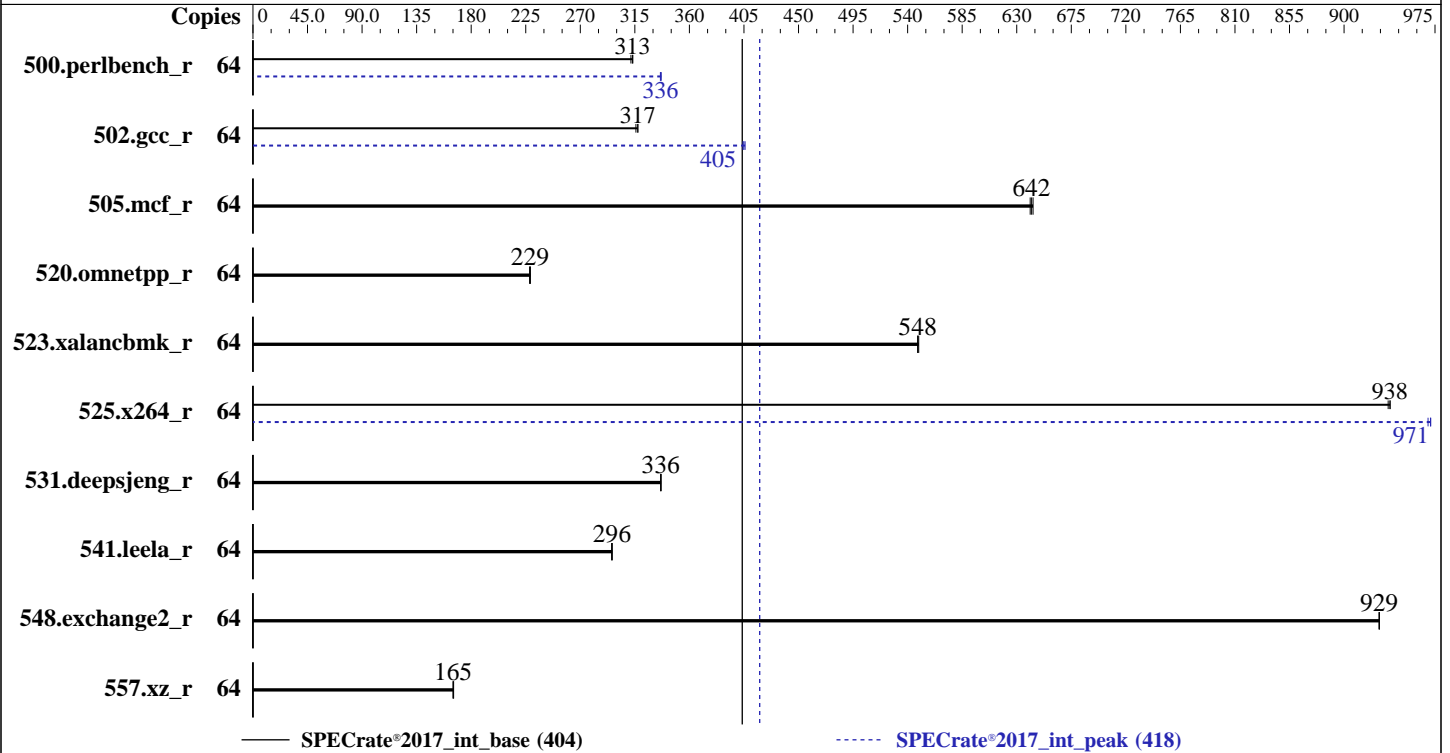 Copies 0 45.0 90.0 135 180 225 270 315 360 405 450 495 540 585 630 675 720 765 810 855 900 975
500.perlbench_r 64 313
336
502.gcc_r 64 317
405
505.mcf_r 64 642
520.omnetpp_r 64 229
523.xalancbmk_r 64 548
525.x264_r 64 938
971
531.deepsjeng_r 64 336
541.leela_r 64 296
548.exchange2_r 64 929
557.xz_r 64 165
SPECrate®2017_int_base (404) SPECrate®2017_int_peak (418)